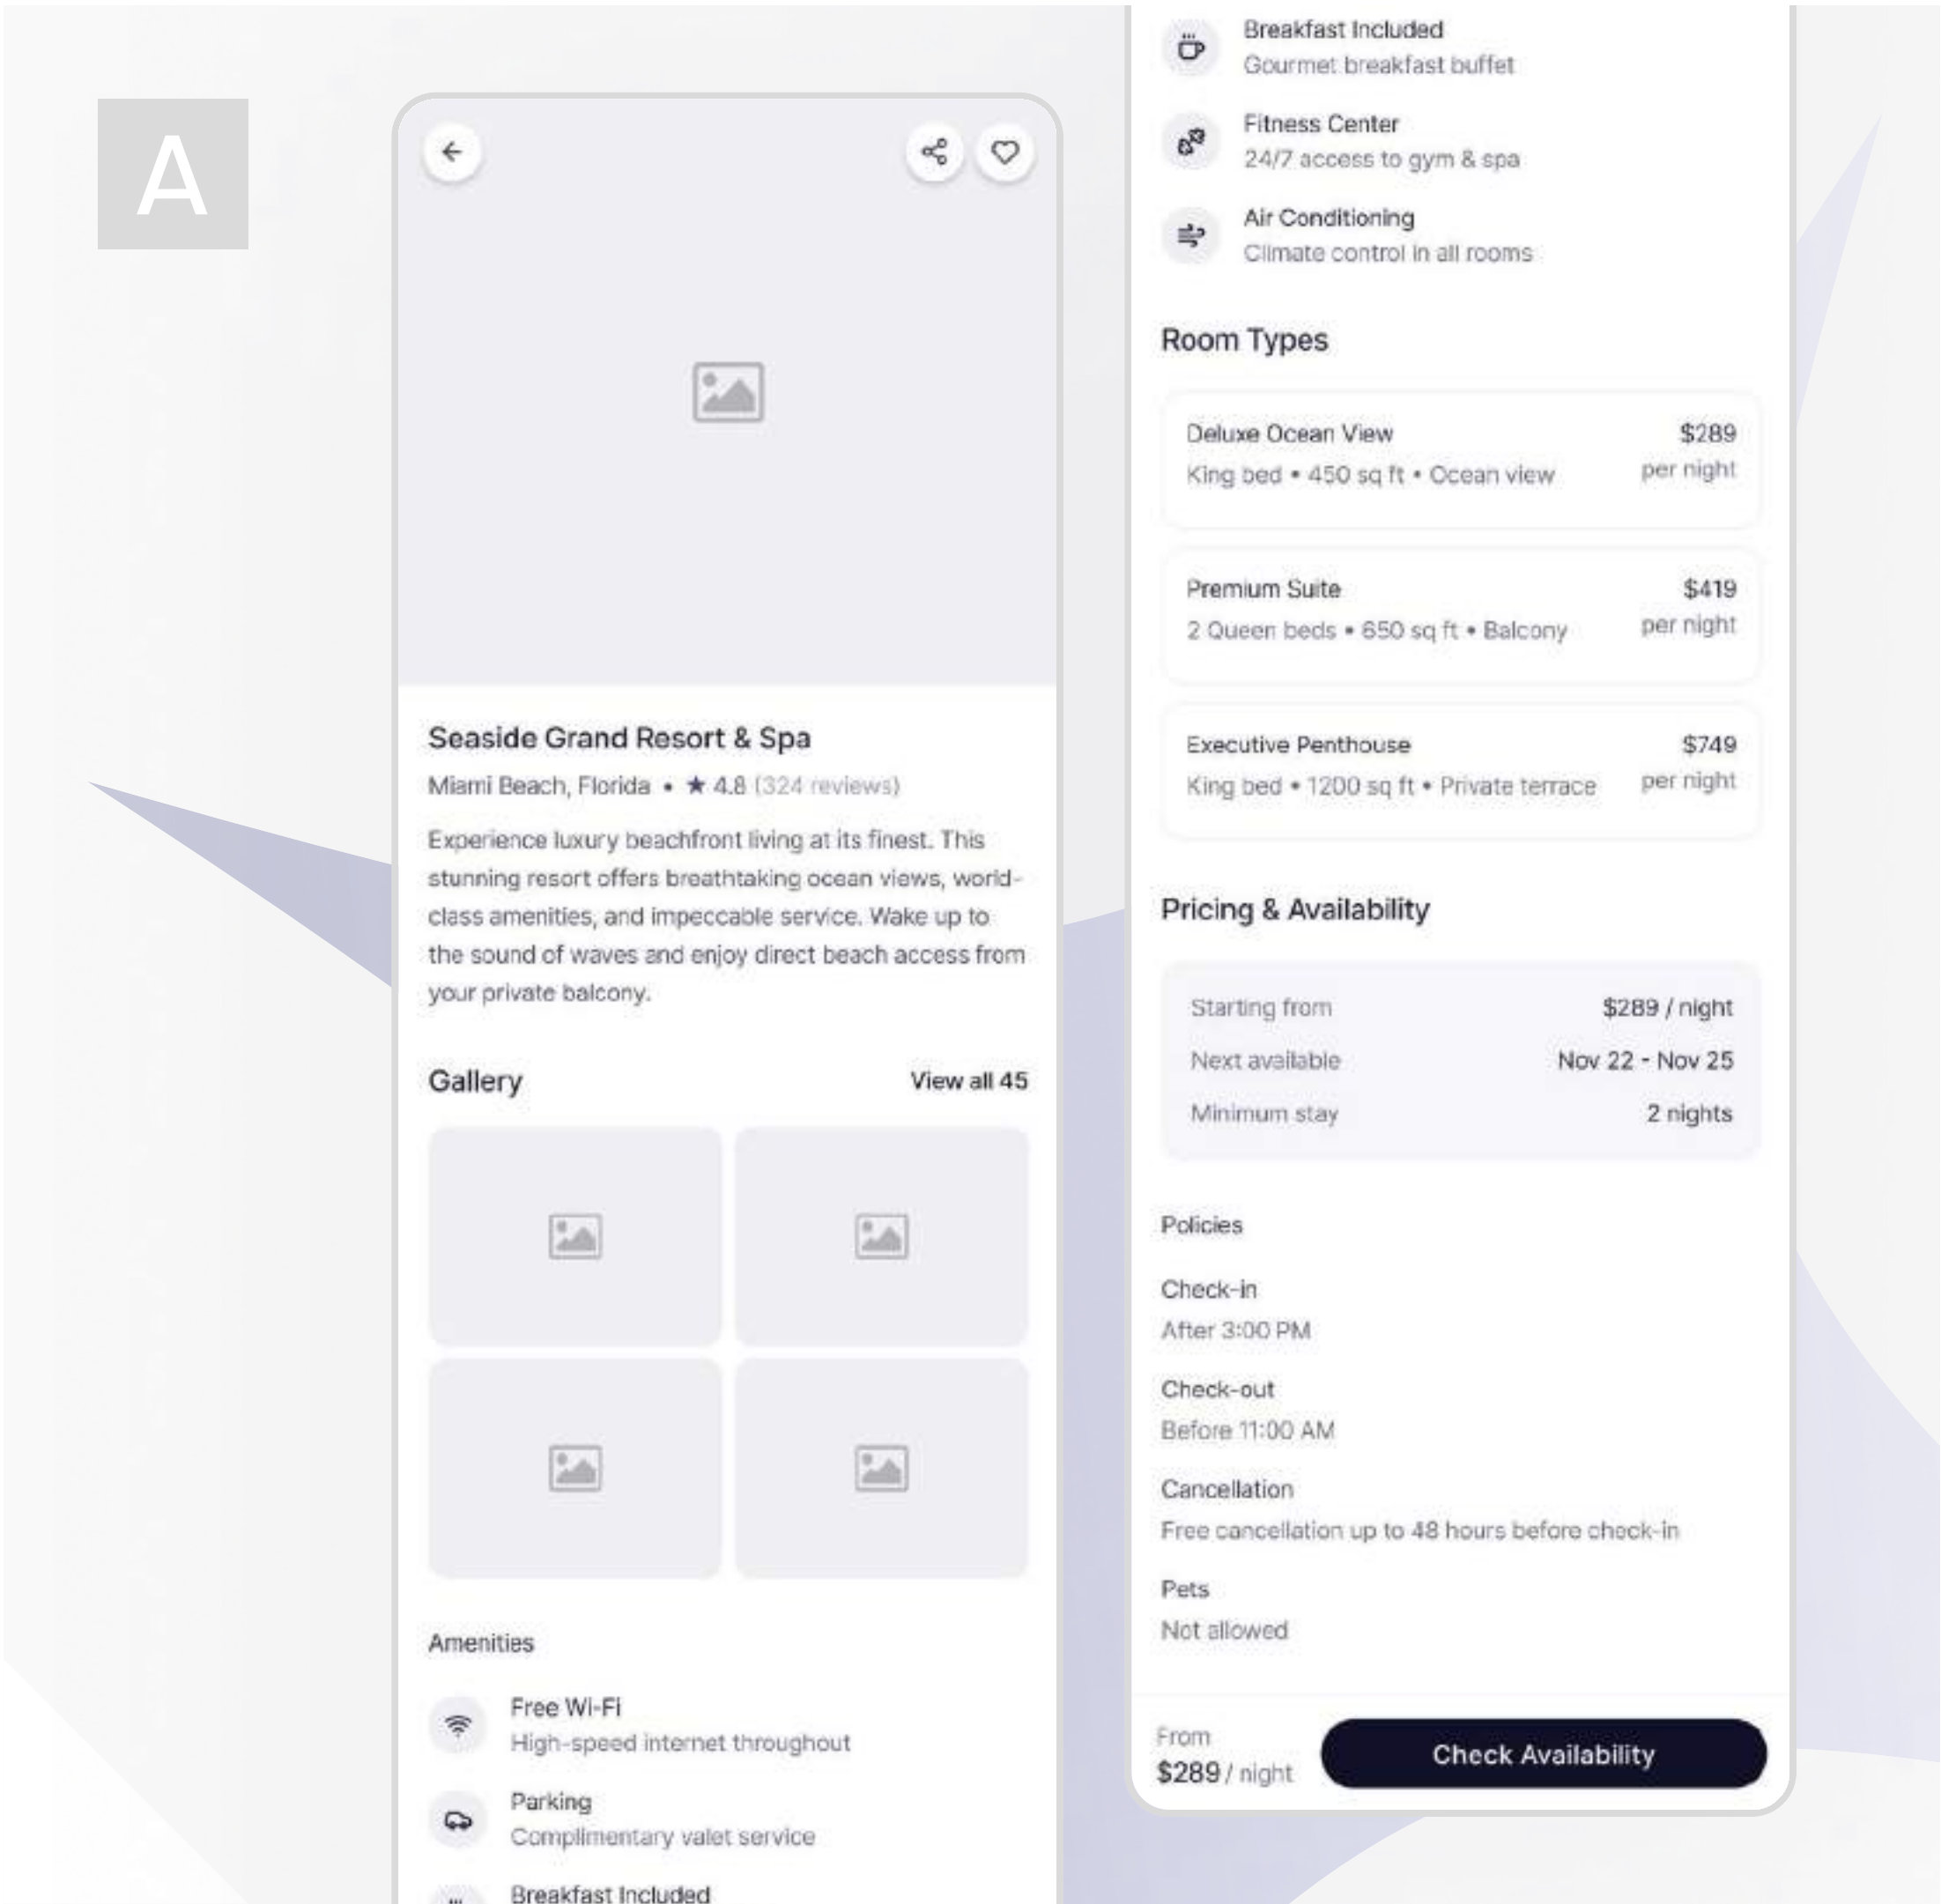 A
Seaside Grand Resort & Spa
Miami Beach, Florida • ★ 4.8 (324 reviews)
Experience luxury beachfront living at its finest. This
stunning resort offers breathtaking ocean views, world-
class amenities, and impeccable service. Wake up to
the sound of waves and enjoy direct beach access from
your private balcony.
Gallery
View all 45
Amenities
Free Wi-Fi
High-speed internet throughout
Parking
Complimentary valet service
Breakfast Included
Breakfast Included
Gourmet breakfast buffet
Fitness Center
24/7 access to gym & spa
Air Conditioning
Climate control in all rooms
Room Types
Deluxe Ocean View
$289
King bed • 450 sq ft • Ocean view
per night
Premium Suite
$419
2 Queen beds • 650 sq ft • Balcony
per night
Executive Penthouse
$749
King bed • 1200 sq ft • Private terrace
per night
Pricing & Availability
Starting from
$289 / night
Next available
Nov 22 - Nov 25
Minimum stay
2 nights
Policies
Check-in
After 3:00 PM
Check-out
Before 11:00 AM
Cancellation
Free cancellation up to 48 hours before check-in
Pets
Not allowed
From
$289 / night
Check Availability